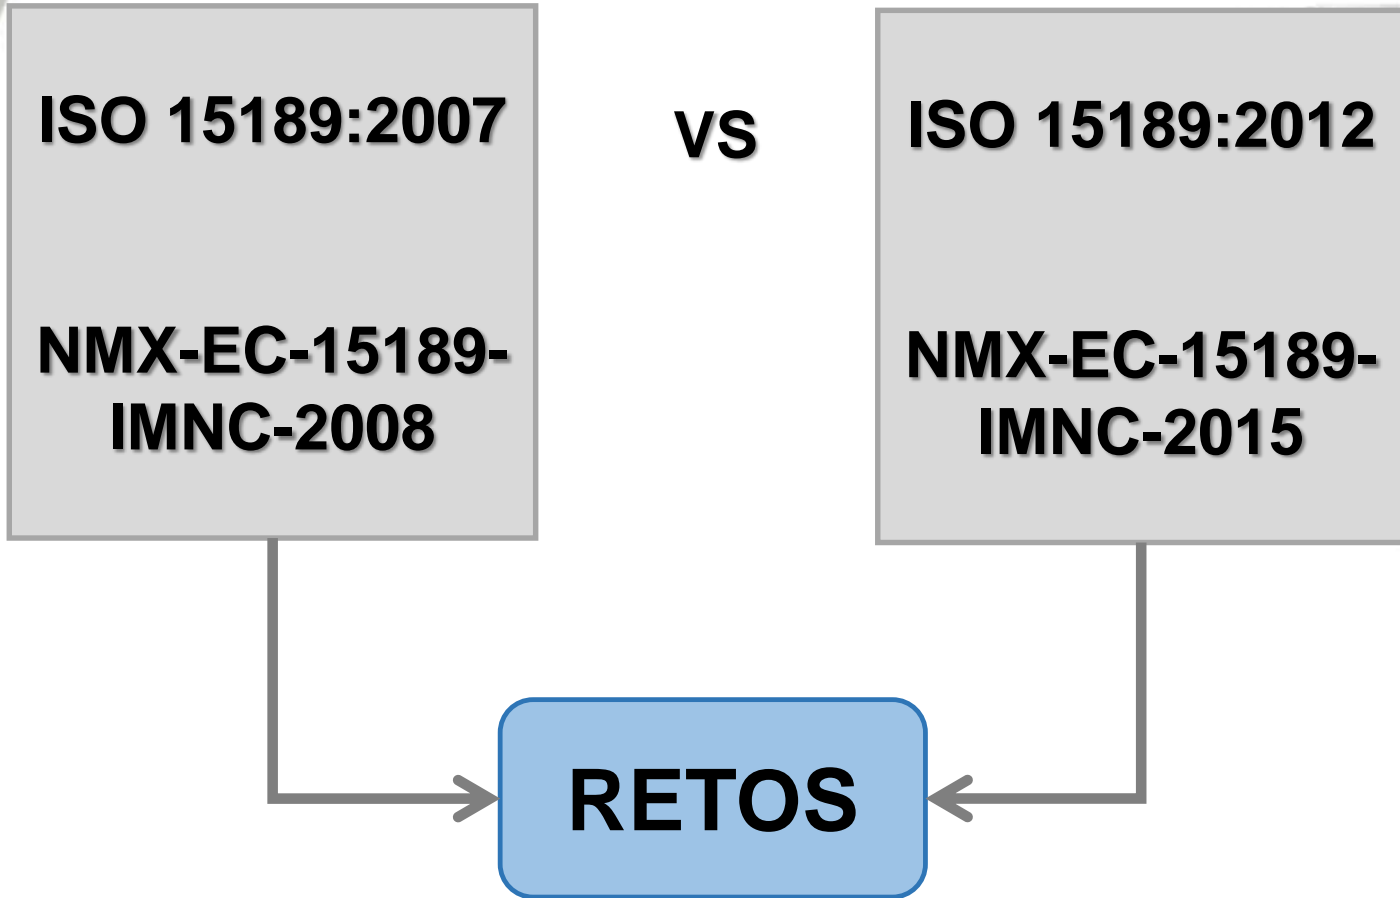 ISO 15189:2007
VS
ISO 15189:2012
NMX-EC-15189-
IMNC-2008
NMX-EC-15189-
IMNC-2015
RETOS